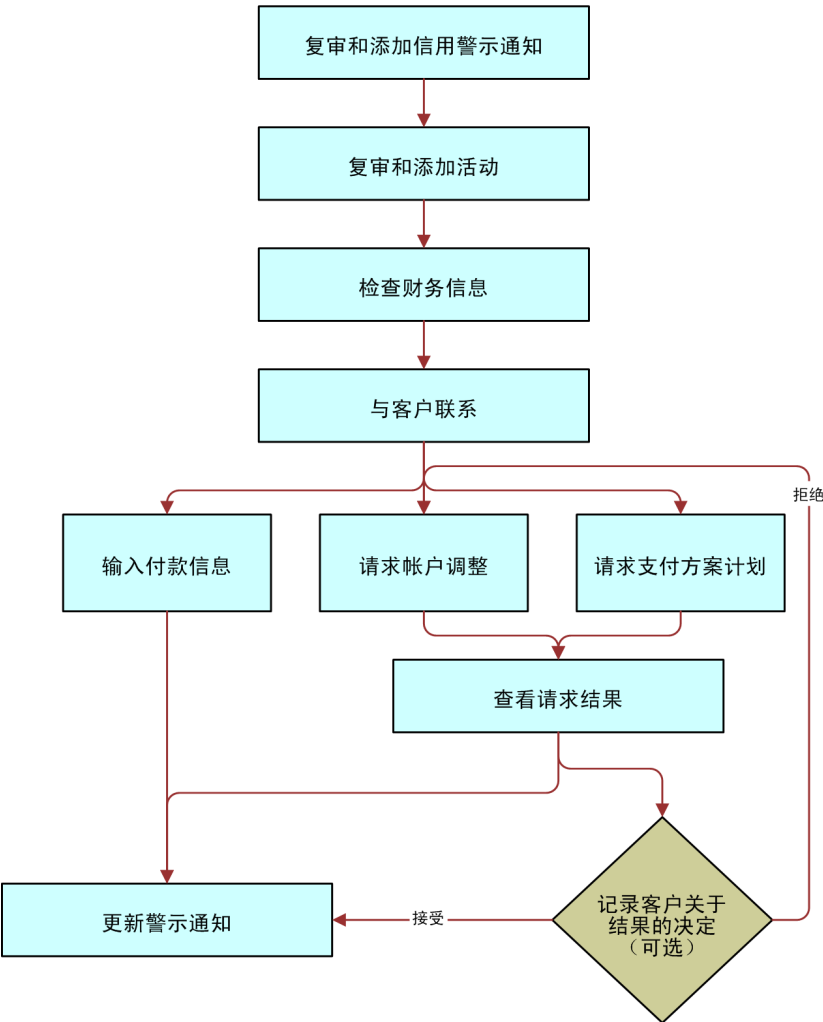 复审和添加信用警示通知
复审和添加活动
检查财务信息
与客户联系
拒绝
输入付款信息
请求帐户调整
请求支付方案计划
查看请求结果
记录客户关于
结果的决定
（可选）
接受
更新警示通知